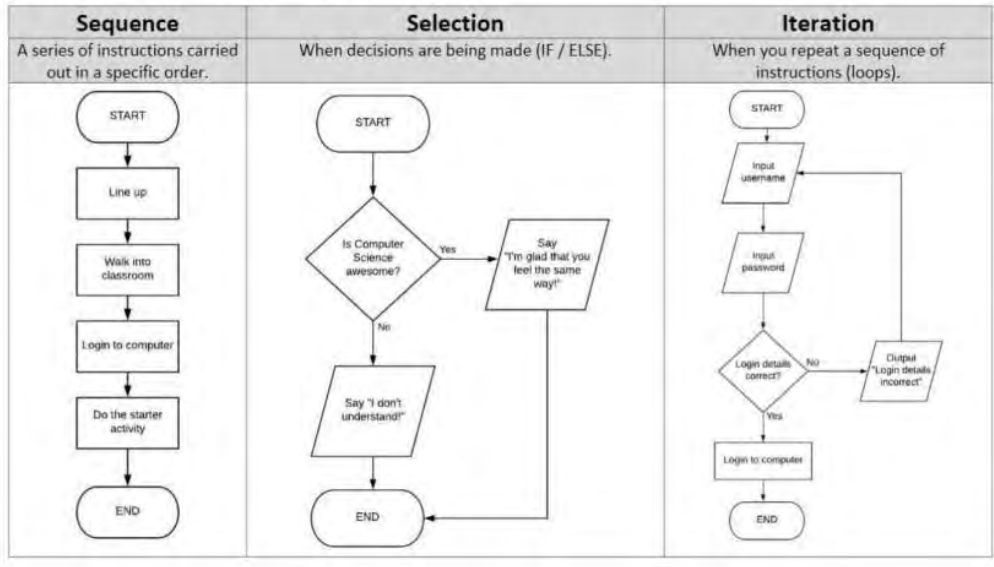 Sequence
A series of instructions carried
out in a specific order.
START
Line up
Walk into
classroom
Login to computer
Do the starter
activity
END
Selection
When decisions are being made (IF / ELSE).
START
Is Computer
Science
awesome?
Yes
Say
"I'm glad that you
feel the same
way!"
No
Say "I don't
understand!"
END
Iteration
When you repeat a sequence of
instructions (loops).
START
Input
username
Input
password
Login details
correct?
No
Output
"Login details
incorrect"
Yes
Login to computer
END